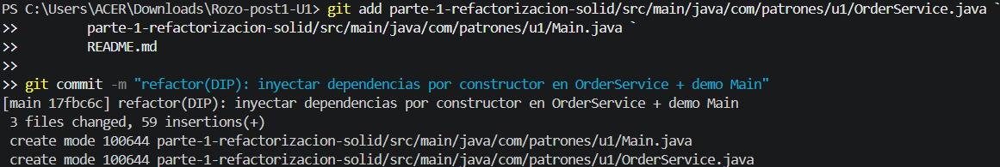 PS C:\Users\ACER\Downloads\Rozo-post1-U1> git add parte-1-refactorizacion-solid/src/main/java/com/patrones/u1/OrderService.java `
>>         parte-1-refactorizacion-solid/src/main/java/com/patrones/u1/Main.java `
>>         README.md
>>
>> git commit -m "refactor(DIP): inyectar dependencias por constructor en OrderService + demo Main"
[main 17fbc6c] refactor(DIP): inyectar dependencias por constructor en OrderService + demo Main
 3 files changed, 59 insertions(+)
 create mode 100644 parte-1-refactorizacion-solid/src/main/java/com/patrones/u1/Main.java
 create mode 100644 parte-1-refactorizacion-solid/src/main/java/com/patrones/u1/OrderService.java